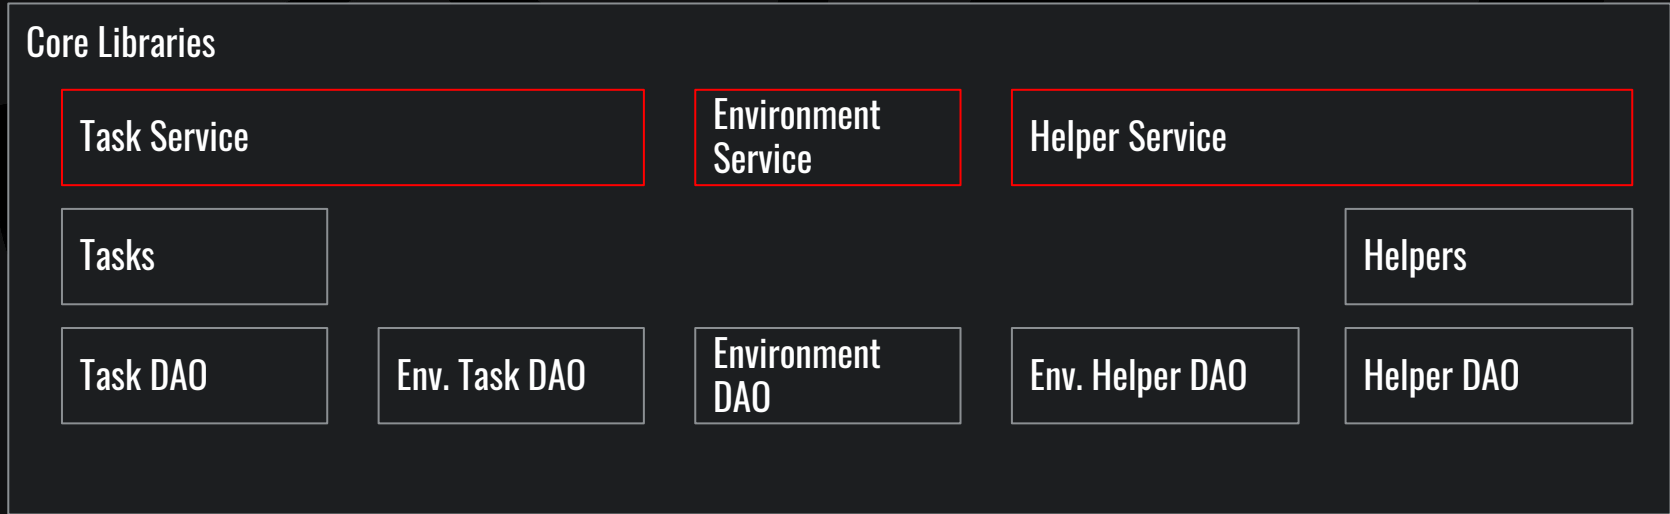 Core Libraries
Task Service
Environment
Service
Helper Service
Tasks
Helpers
Task DAO
Env. Task DAO
Environment
DAO
Env. Helper DAO
Helper DAO